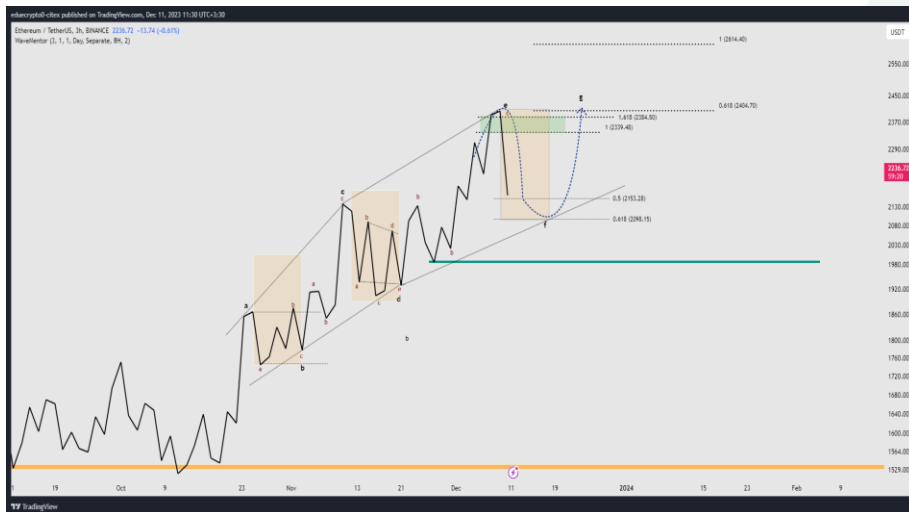 eduecrypto0-citex published on TradingView.com, Dec 11, 2023 11:30 UTC+3:30
Ethereum / TetherUS, 3h, BINANCE 2236.72 −13.74 (−0.61%)
WaveMentor (3, 1, 1, Day, Separate, BH, 2)
USDT
1 (2614.40)
2550.00
2450.00
0.618 (2404.70)
1.618 (2384.50)
2370.00
1 (2339.40)
2290.00
2236.72
59:20
0.5 (2153.28)
2130.00
0.618 (2098.15)
2080.00
2030.00
1980.00
1920.00
1860.00
1800.00
1760.00
1720.00
1680.00
1640.00
1600.00
1564.00
1529.00
a
a
b
c
b
a
b
c
c
a
b
c
d
e
d
b
b
b
e
f
g
19
Oct
9
23
Nov
13
21
Dec
11
19
2024
15
23
Feb
9
TradingView